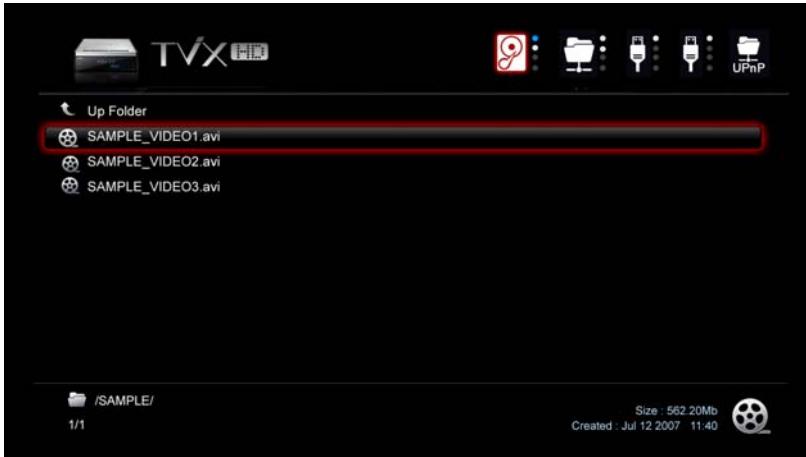 TViX HD
UPnP
Up Folder
SAMPLE_VIDEO1.avi
SAMPLE_VIDEO2.avi
SAMPLE_VIDEO3.avi
/SAMPLE/
1/1
Size : 562.20Mb
Created : Jul 12 2007 11:40